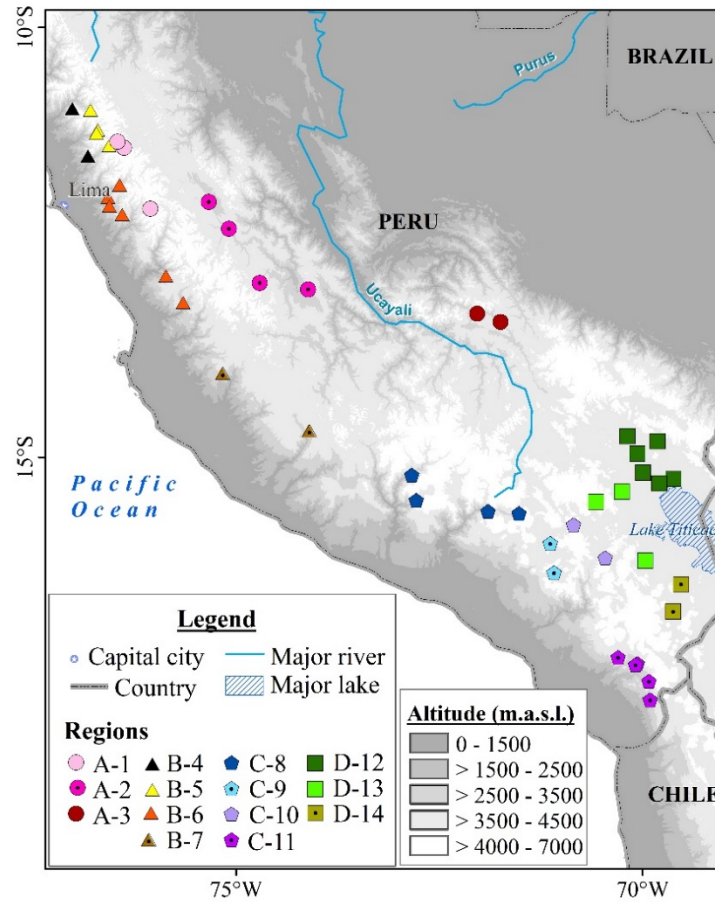 10°S
BRAZIL
Purus
Lima
PERU
Ucayali
15°S
Pacific
Ocean
Lake Titicac
Legend
Capital city
Major river
Country
Major lake
Regions
A-1
B-4
C-8
D-12
A-2
B-5
C-9
D-13
A-3
B-6
C-10
D-14
B-7
C-11
Altitude (m.a.s.l.)
0 - 1500
> 1500 - 2500
> 2500 - 3500
> 3500 - 4500
> 4000 - 7000
CHILE
75°W
70°W